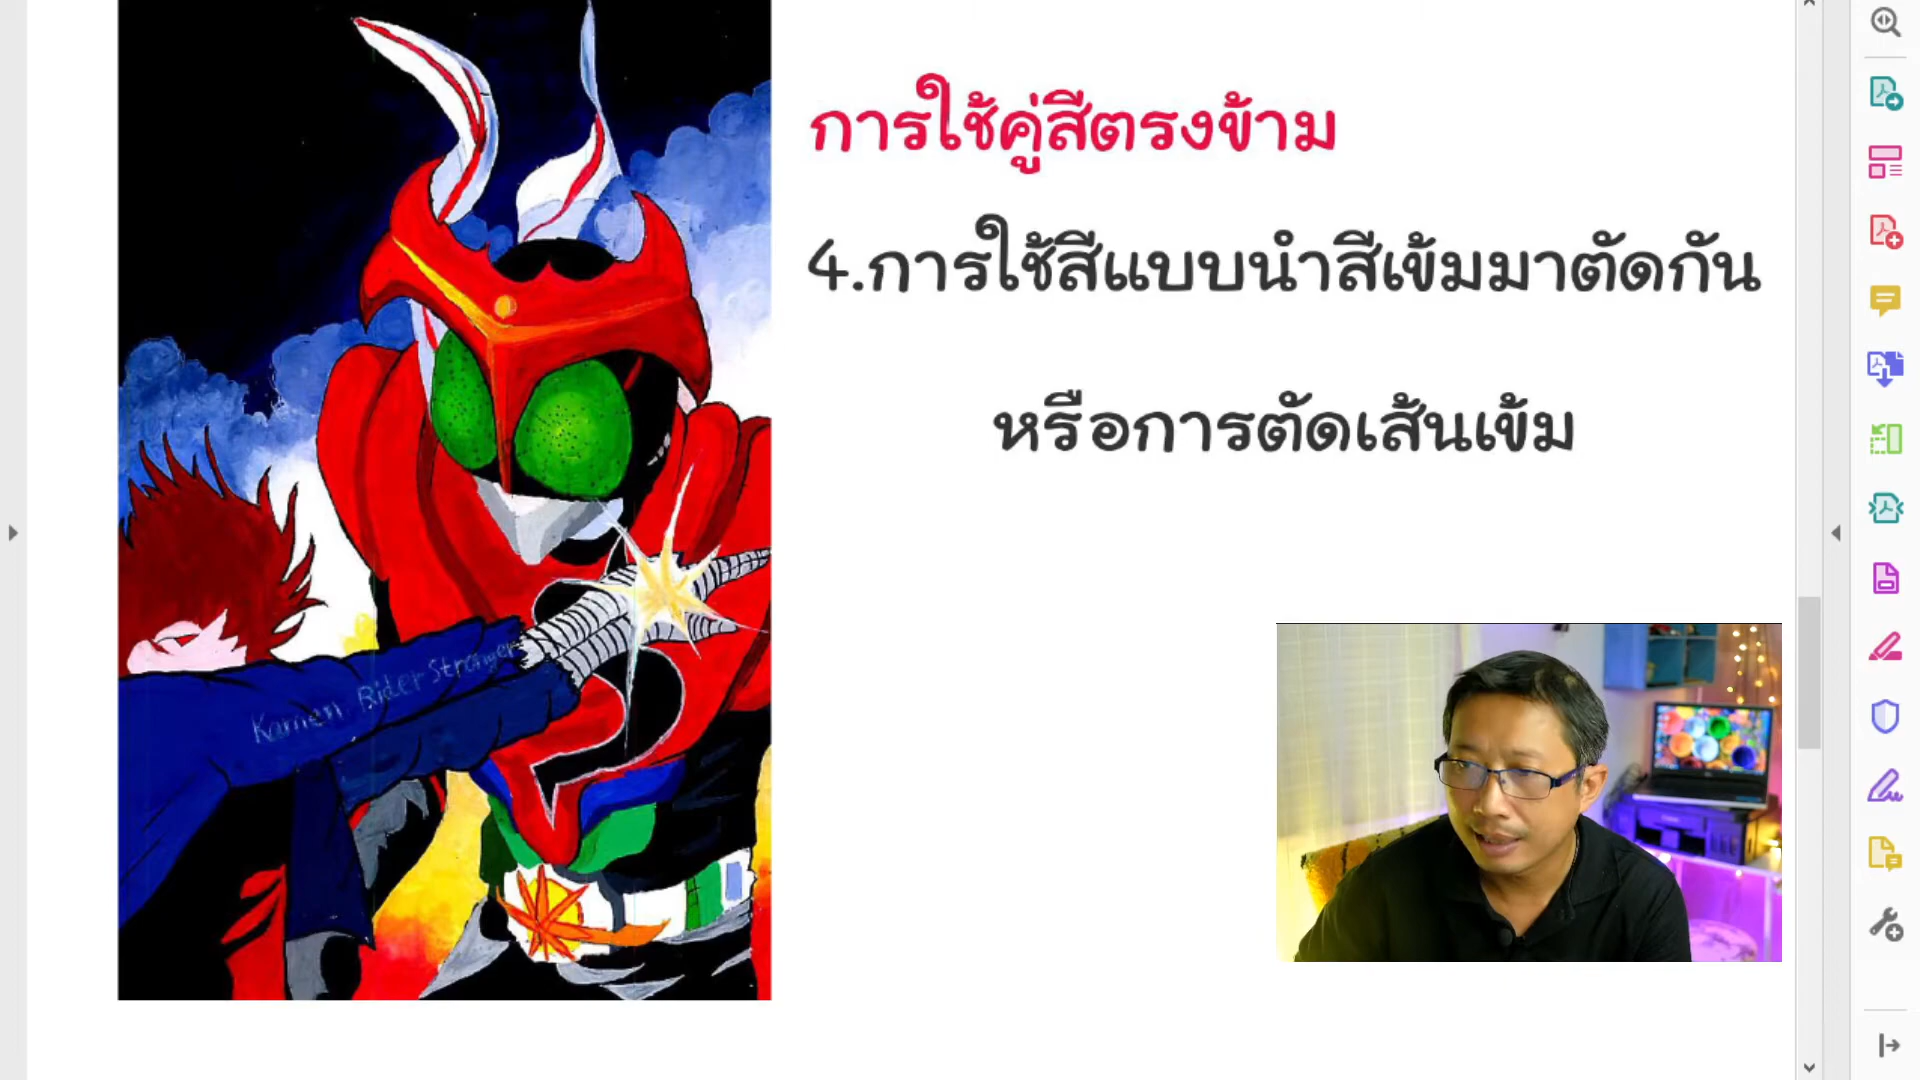 การใช้คู่สีตรงข้าม
4.การใช้สีแบบนำสีเข้มมาตัดกัน
หรือการตัดเส้นเข้ม
Kamen Rider Stronger